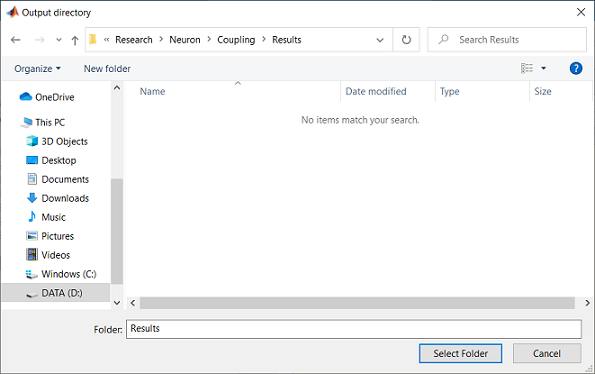 Output directory
« Research > Neuron > Coupling > Results
Search Results
Organize New folder
?
Name Date modified Type Size
No items match your search.
OneDrive
This PC
3D Objects
Desktop
Documents
Downloads
Music
Pictures
Videos
Windows (C:)
DATA (D:)
Folder: Results
Select Folder Cancel